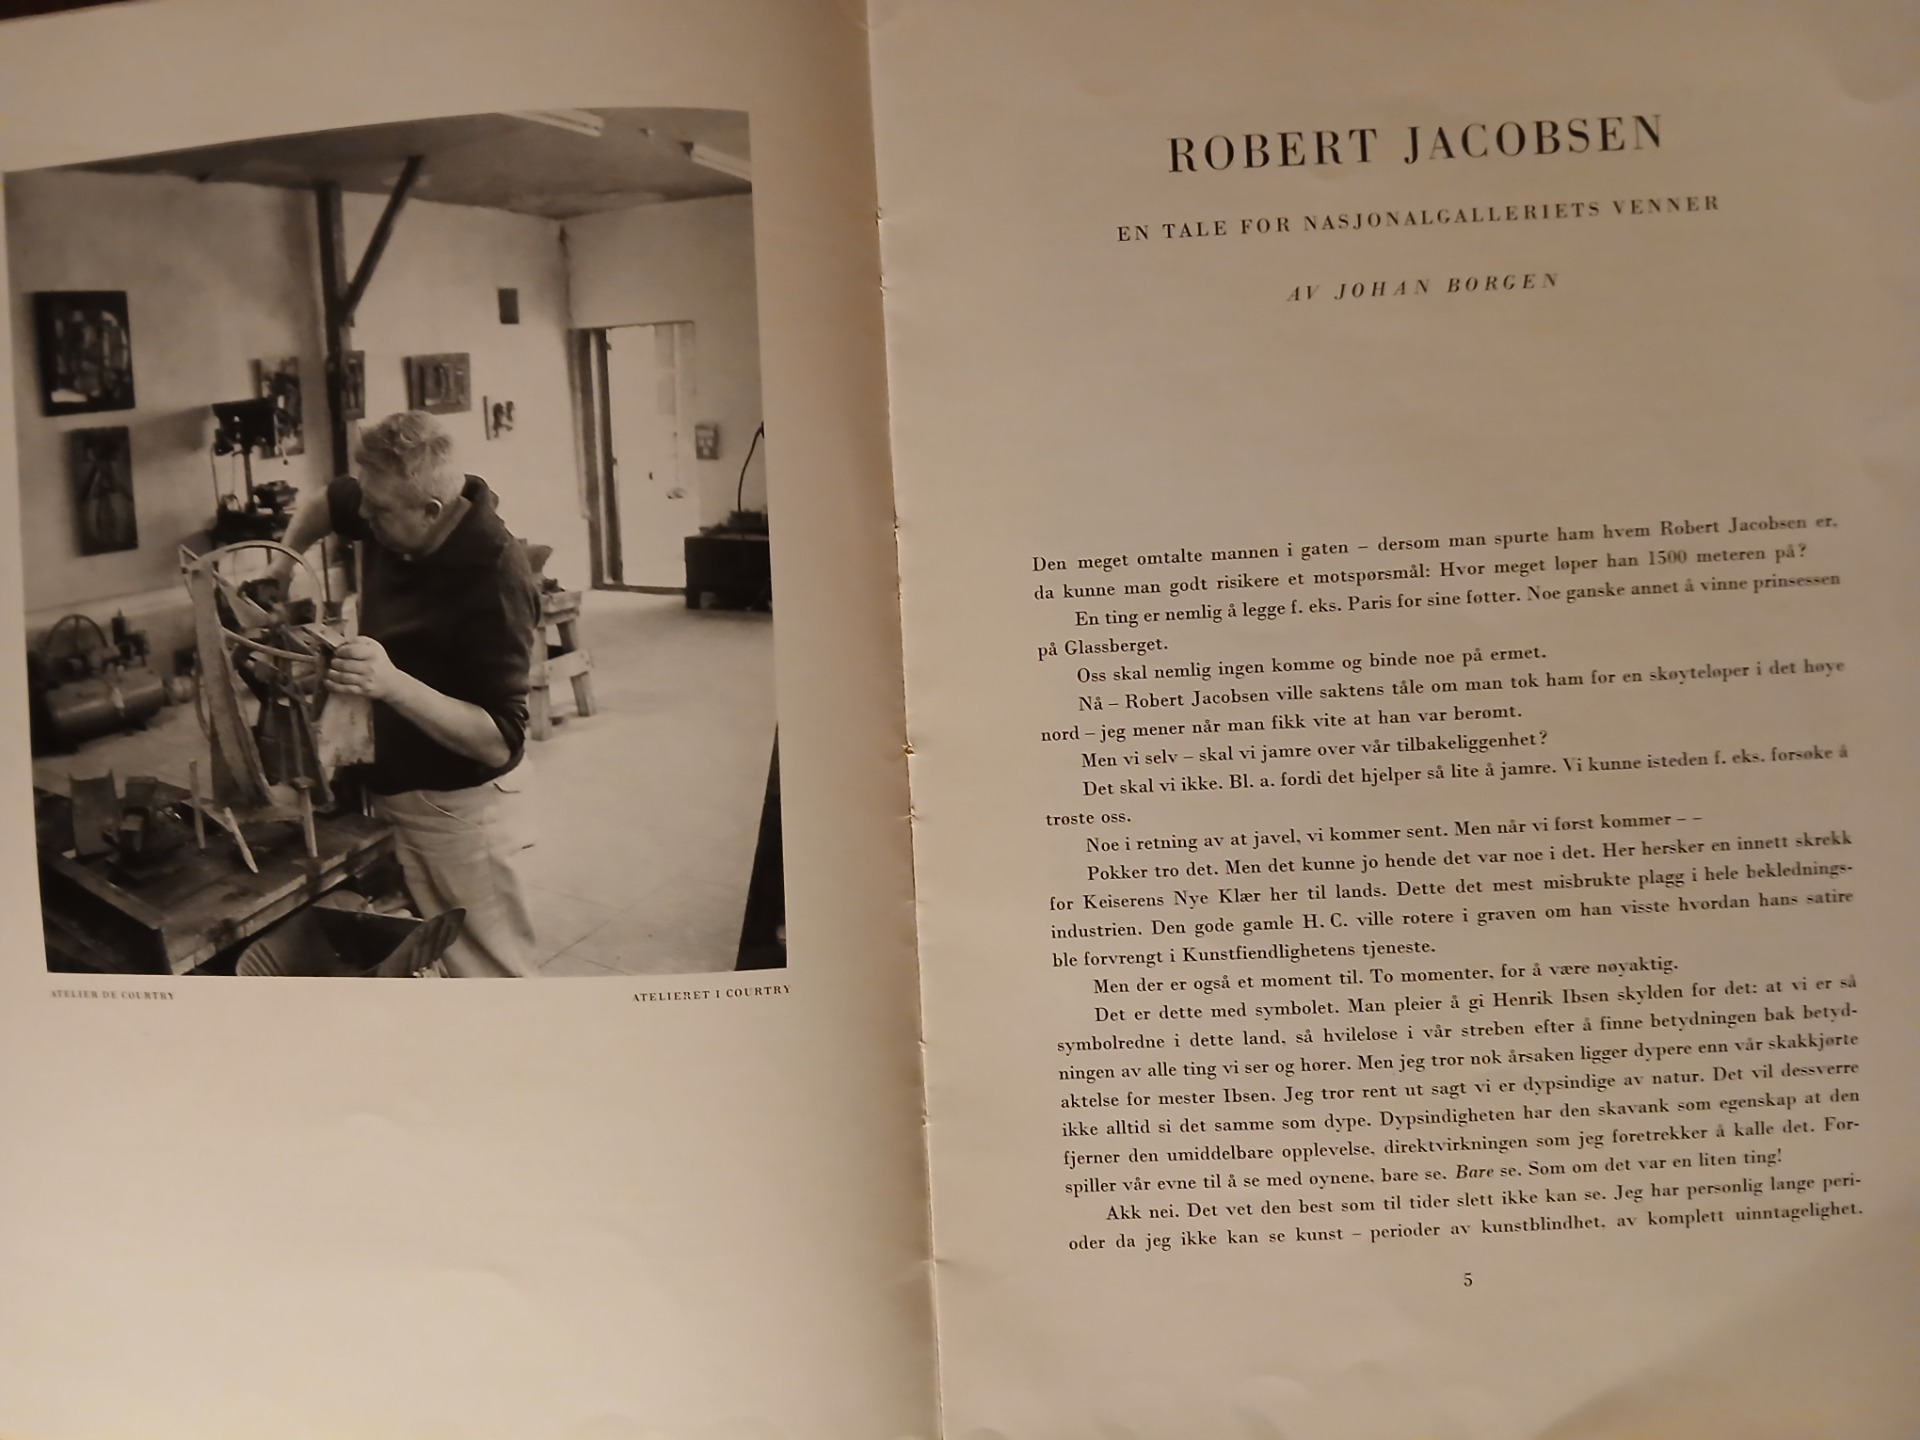 ATELIER DE COURTRY
ATELIERET I COURTRY
ROBERT JACOBSEN
EN TALE FOR NASJONALGALLERIETS VENNER
AV JOHAN BORGEN
Den meget omtalte mannen i gaten – dersom man spurte ham hvem Robert Jacobsen er,
da kunne man godt risikere et motspørsmål: Hvor meget løper han 1500 meteren på?
En ting er nemlig å legge f. eks. Paris for sine føtter. Noe ganske annet å vinne prinsessen
på Glassberget.
Oss skal nemlig ingen komme og binde noe på ermet.
Nå – Robert Jacobsen ville saktens tåle om man tok ham for en skøyteløper i det høye
nord – jeg mener når man fikk vite at han var berømt.
Men vi selv – skal vi jamre over vår tilbakeliggenhet?
Det skal vi ikke. Bl. a. fordi det hjelper så lite å jamre. Vi kunne isteden f. eks. forsøke å
trøste oss.
Noe i retning av at javel, vi kommer sent. Men når vi først kommer – –
Pokker tro det. Men det kunne jo hende det var noe i det. Her hersker en innett skrekk
for Keiserens Nye Klær her til lands. Dette det mest misbrukte plagg i hele beklednings-
industrien. Den gode gamle H. C. ville rotere i graven om han visste hvordan hans satire
ble forvrengt i Kunstfiendlighetens tjeneste.
Men der er også et moment til. To momenter, for å være nøyaktig.
Det er dette med symbolet. Man pleier å gi Henrik Ibsen skylden for det: at vi er så
symbolredne i dette land, så hvileløse i vår streben efter å finne betydningen bak betyd-
ningen av alle ting vi ser og hører. Men jeg tror nok årsaken ligger dypere enn vår skakkjørte
aktelse for mester Ibsen. Jeg tror rent ut sagt vi er dypsindige av natur. Det vil dessverre
ikke alltid si det samme som dype. Dypsindigheten har den skavank som egenskap at den
fjerner den umiddelbare opplevelse, direktvirkningen som jeg foretrekker å kalle det. For-
spiller vår evne til å se med øynene, bare se. Bare se. Som om det var en liten ting!
Akk nei. Det vet den best som til tider slett ikke kan se. Jeg har personlig lange peri-
oder da jeg ikke kan se kunst – perioder av kunstblindhet, av komplett uinntagelighet.
5